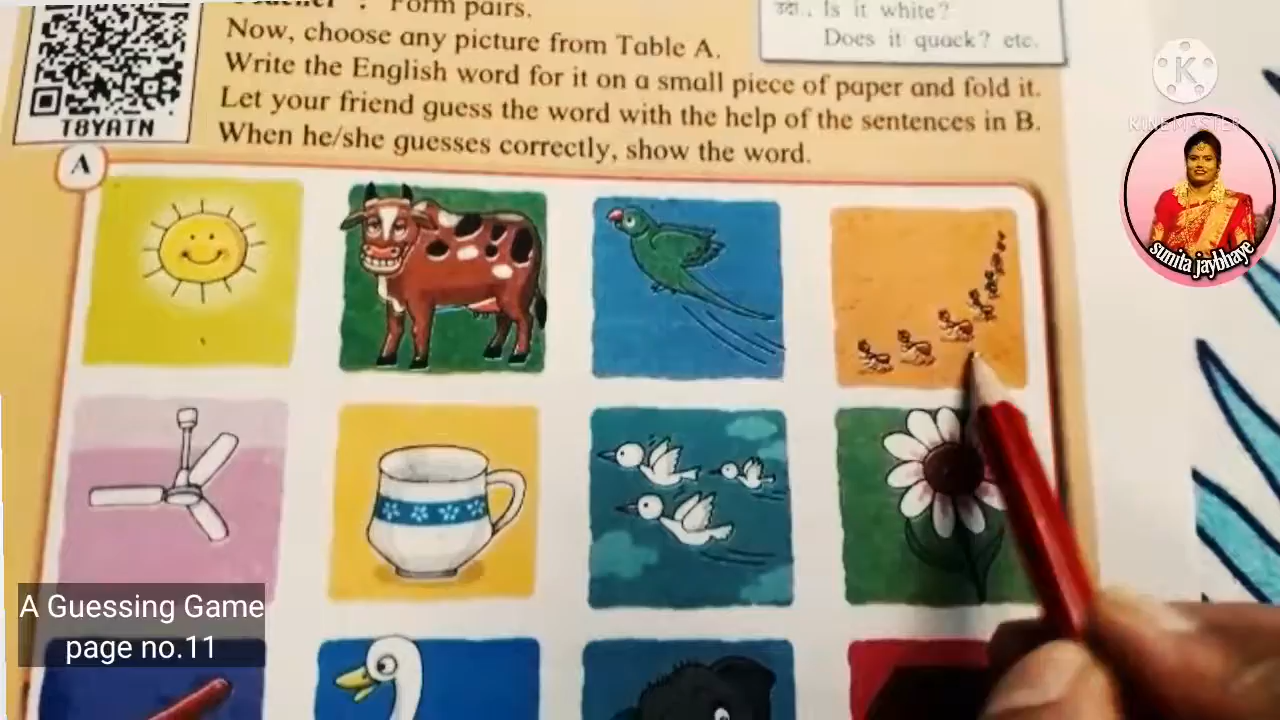 : Form pairs.
Now, choose any picture from Table A.
Write the English word for it on a small piece of paper and fold it.
Let your friend guess the word with the help of the sentences in B.
When he/she guesses correctly, show the word.
उदा., Is it white?
Does it quack? etc.
T8YATN
A
K
KINEMASTER
sunita jaybhaye
A Guessing Game
page no.11